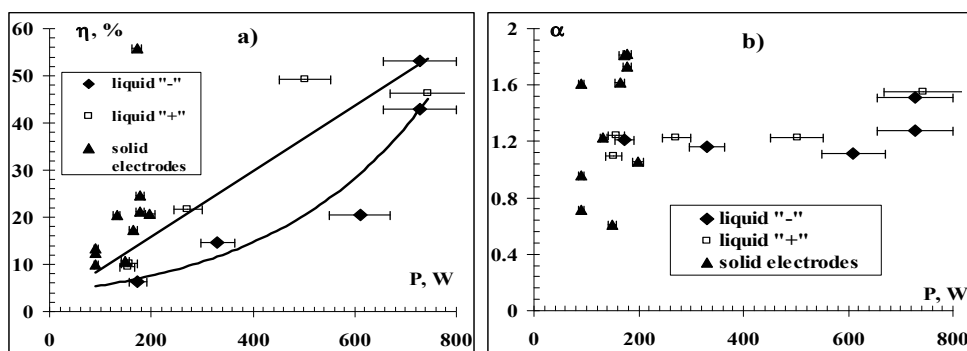 η, %
a)
60
50
40
30
20
10
0
liquid "-"
liquid "+"
solid
electrodes
P, W
0 200 400 600 800
α
b)
2
1.6
1.2
0.8
0.4
0
liquid "-"
liquid "+"
solid electrodes
P, W
0 200 400 600 800